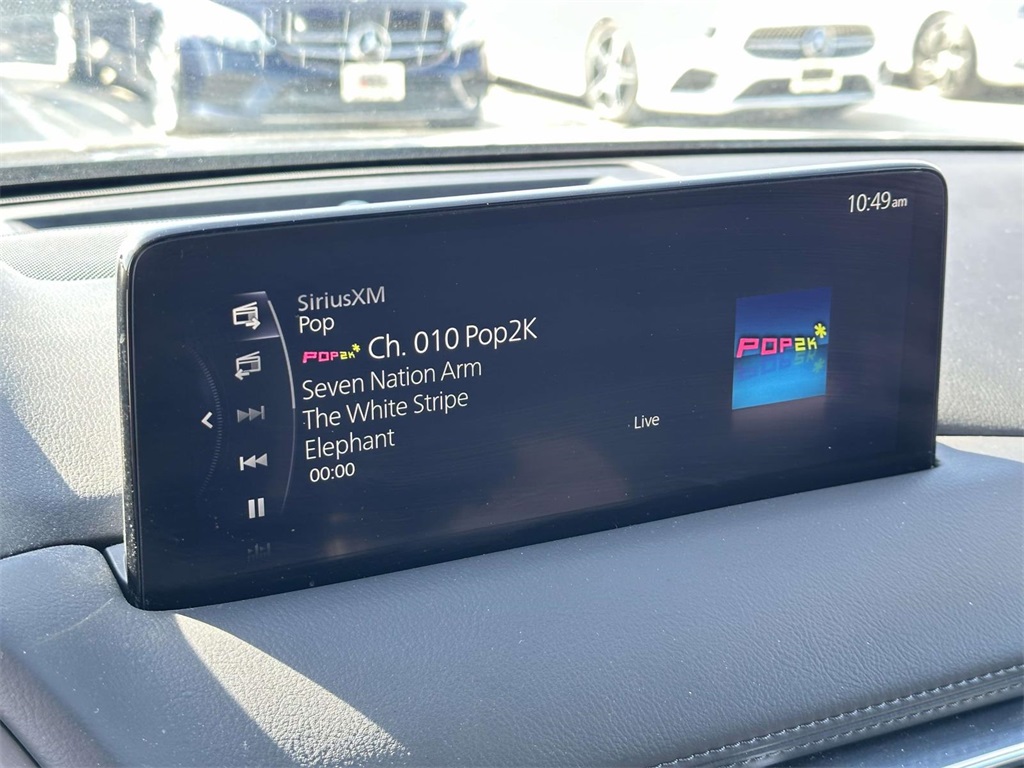 10:49am
SiriusXM
Pop
POP2K* Ch. 010 Pop2K
Seven Nation Arm
The White Stripe
Elephant
Live
00:00
POP2K*